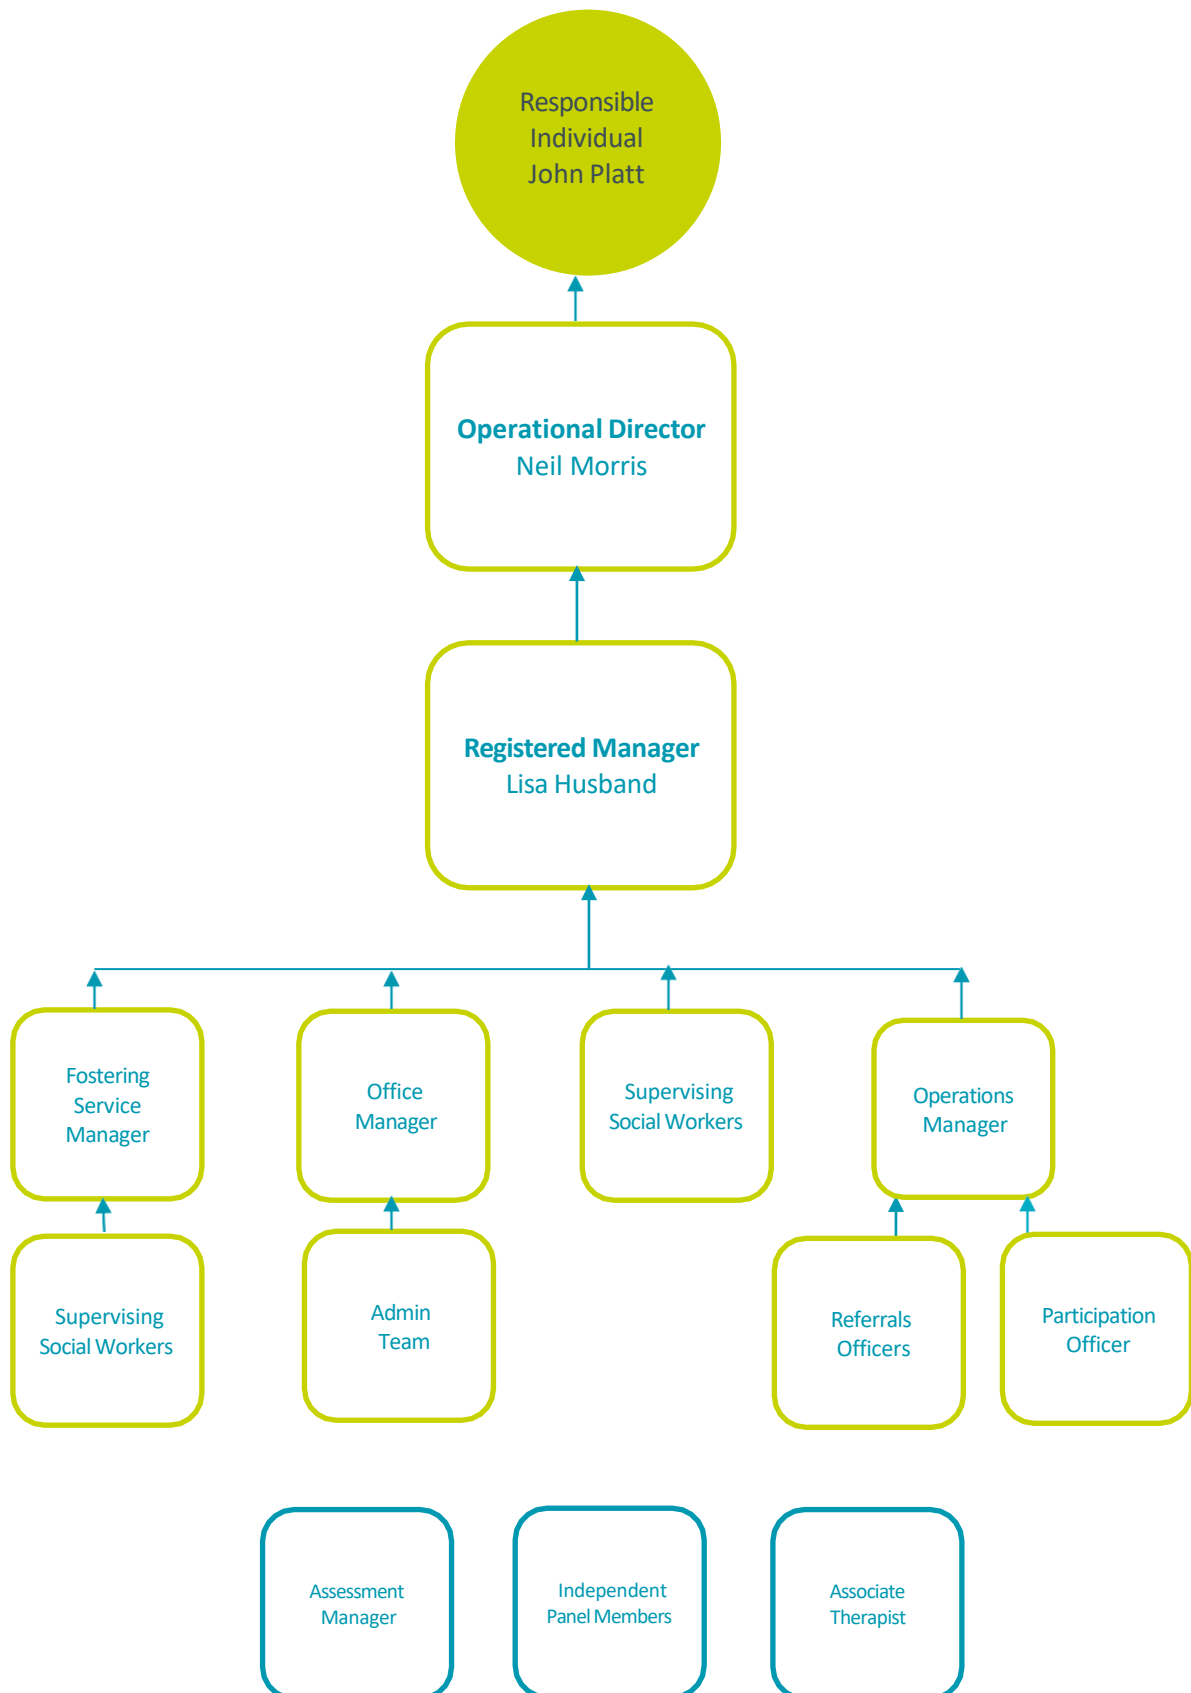 Responsible
Individual
John Platt
Operational Director
Neil Morris
Registered Manager
Lisa Husband
Fostering
Service
Manager
Office
Manager
Supervising
Social Workers
Operations
Manager
Supervising
Social Workers
Admin
Team
Referrals
Officers
Participation
Officer
Assessment
Manager
Independent
Panel Members
Associate
Therapist